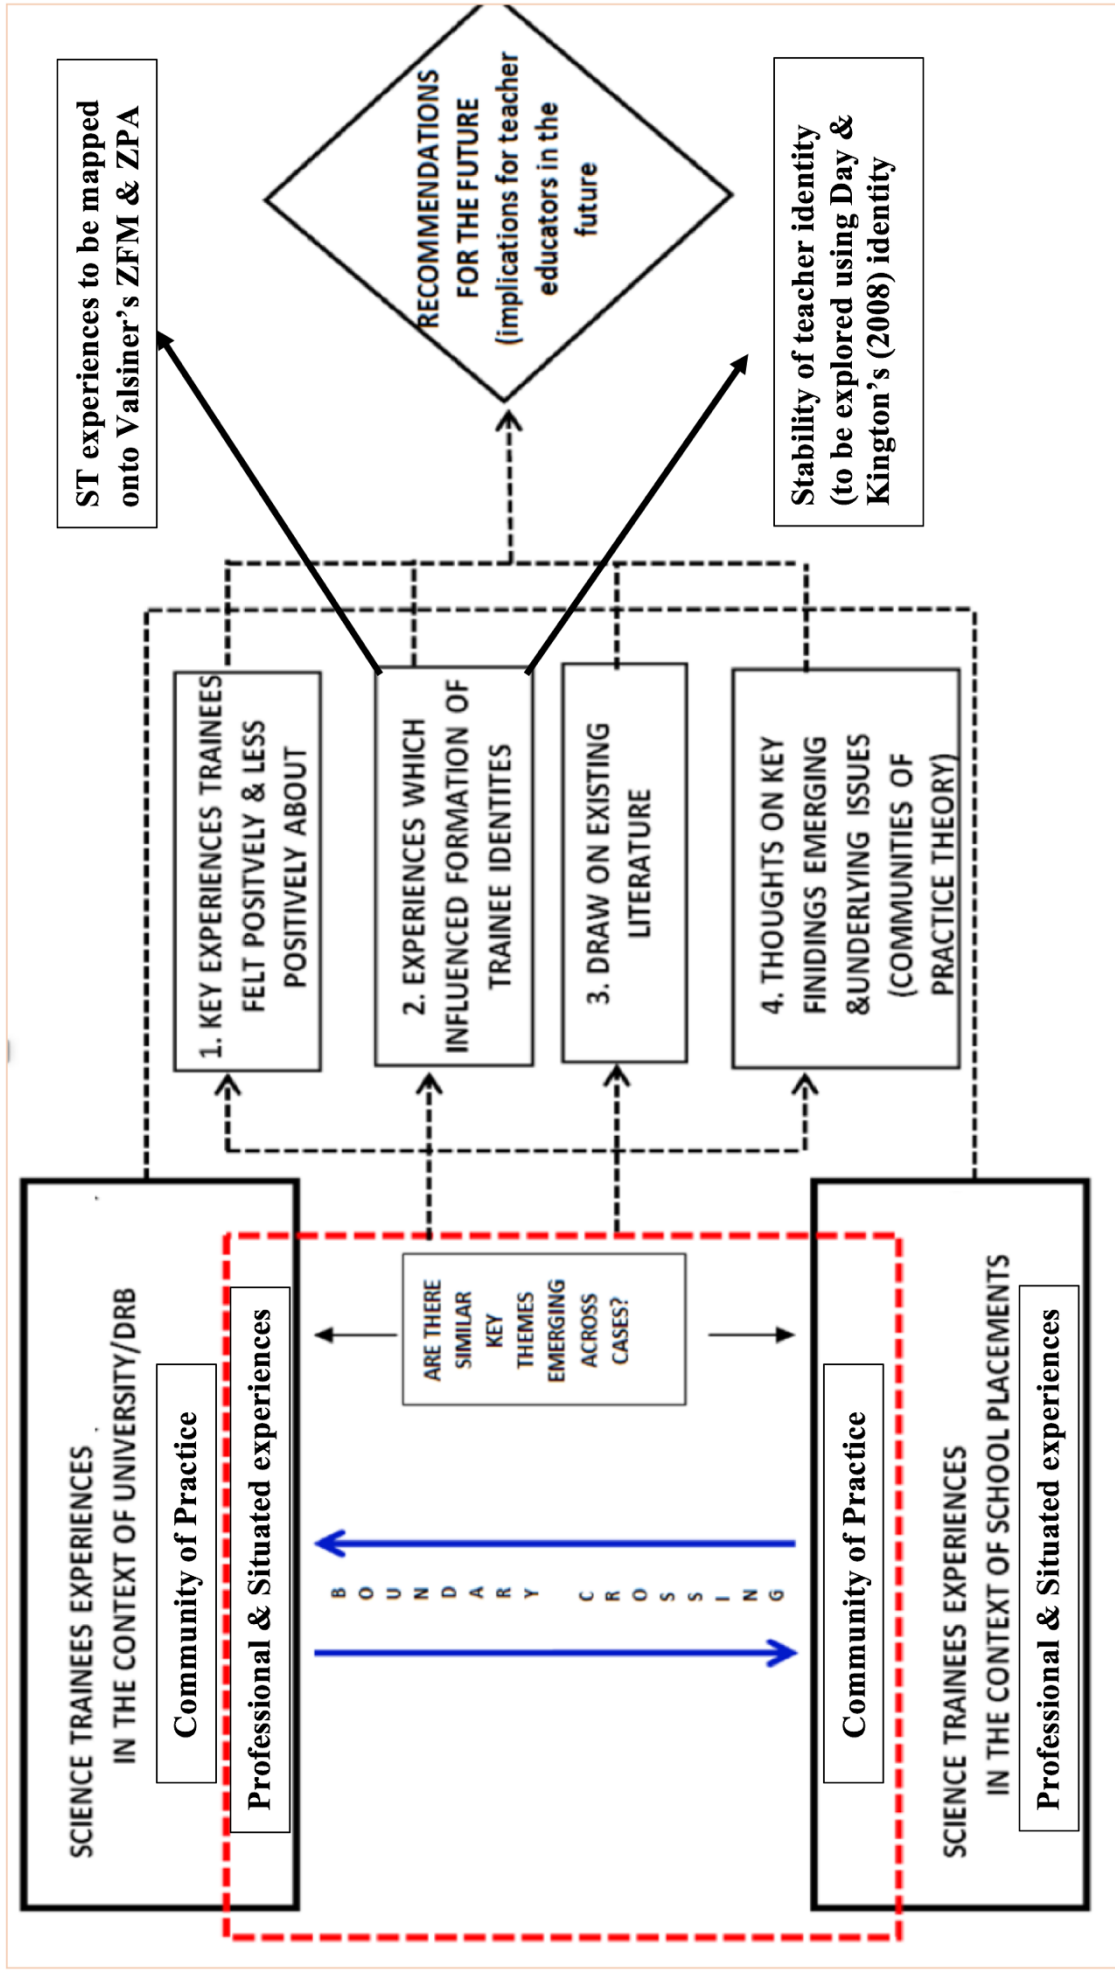 SCIENCE TRAINEES EXPERIENCES
IN THE CONTEXT OF UNIVERSITY/DRB
Community of Practice
Professional & Situated experiences
BOUNDARY CROSSING
ARE THERE
SIMILAR
KEY
THEMES
EMERGING
ACROSS
CASES?
Community of Practice
SCIENCE TRAINEES EXPERIENCES
IN THE CONTEXT OF SCHOOL PLACEMENTS
Professional & Situated experiences
1. KEY EXPERIENCES TRAINEES
FELT POSITIVELY & LESS
POSITIVELY ABOUT
2. EXPERIENCES WHICH
INFLUENCED FORMATION OF
TRAINEE IDENTITES
3. DRAW ON EXISTING
LITERATURE
4. THOUGHTS ON KEY
FINIDINGS EMERGING
&UNDERLYING ISSUES
(COMMUNITIES OF
PRACTICE THEORY)
ST experiences to be mapped
onto Valsiner's ZFM & ZPA
RECOMMENDATIONS
FOR THE FUTURE
(implications for teacher
educators in the
future
Stability of teacher identity
(to be explored using Day &
Kington's (2008) identity